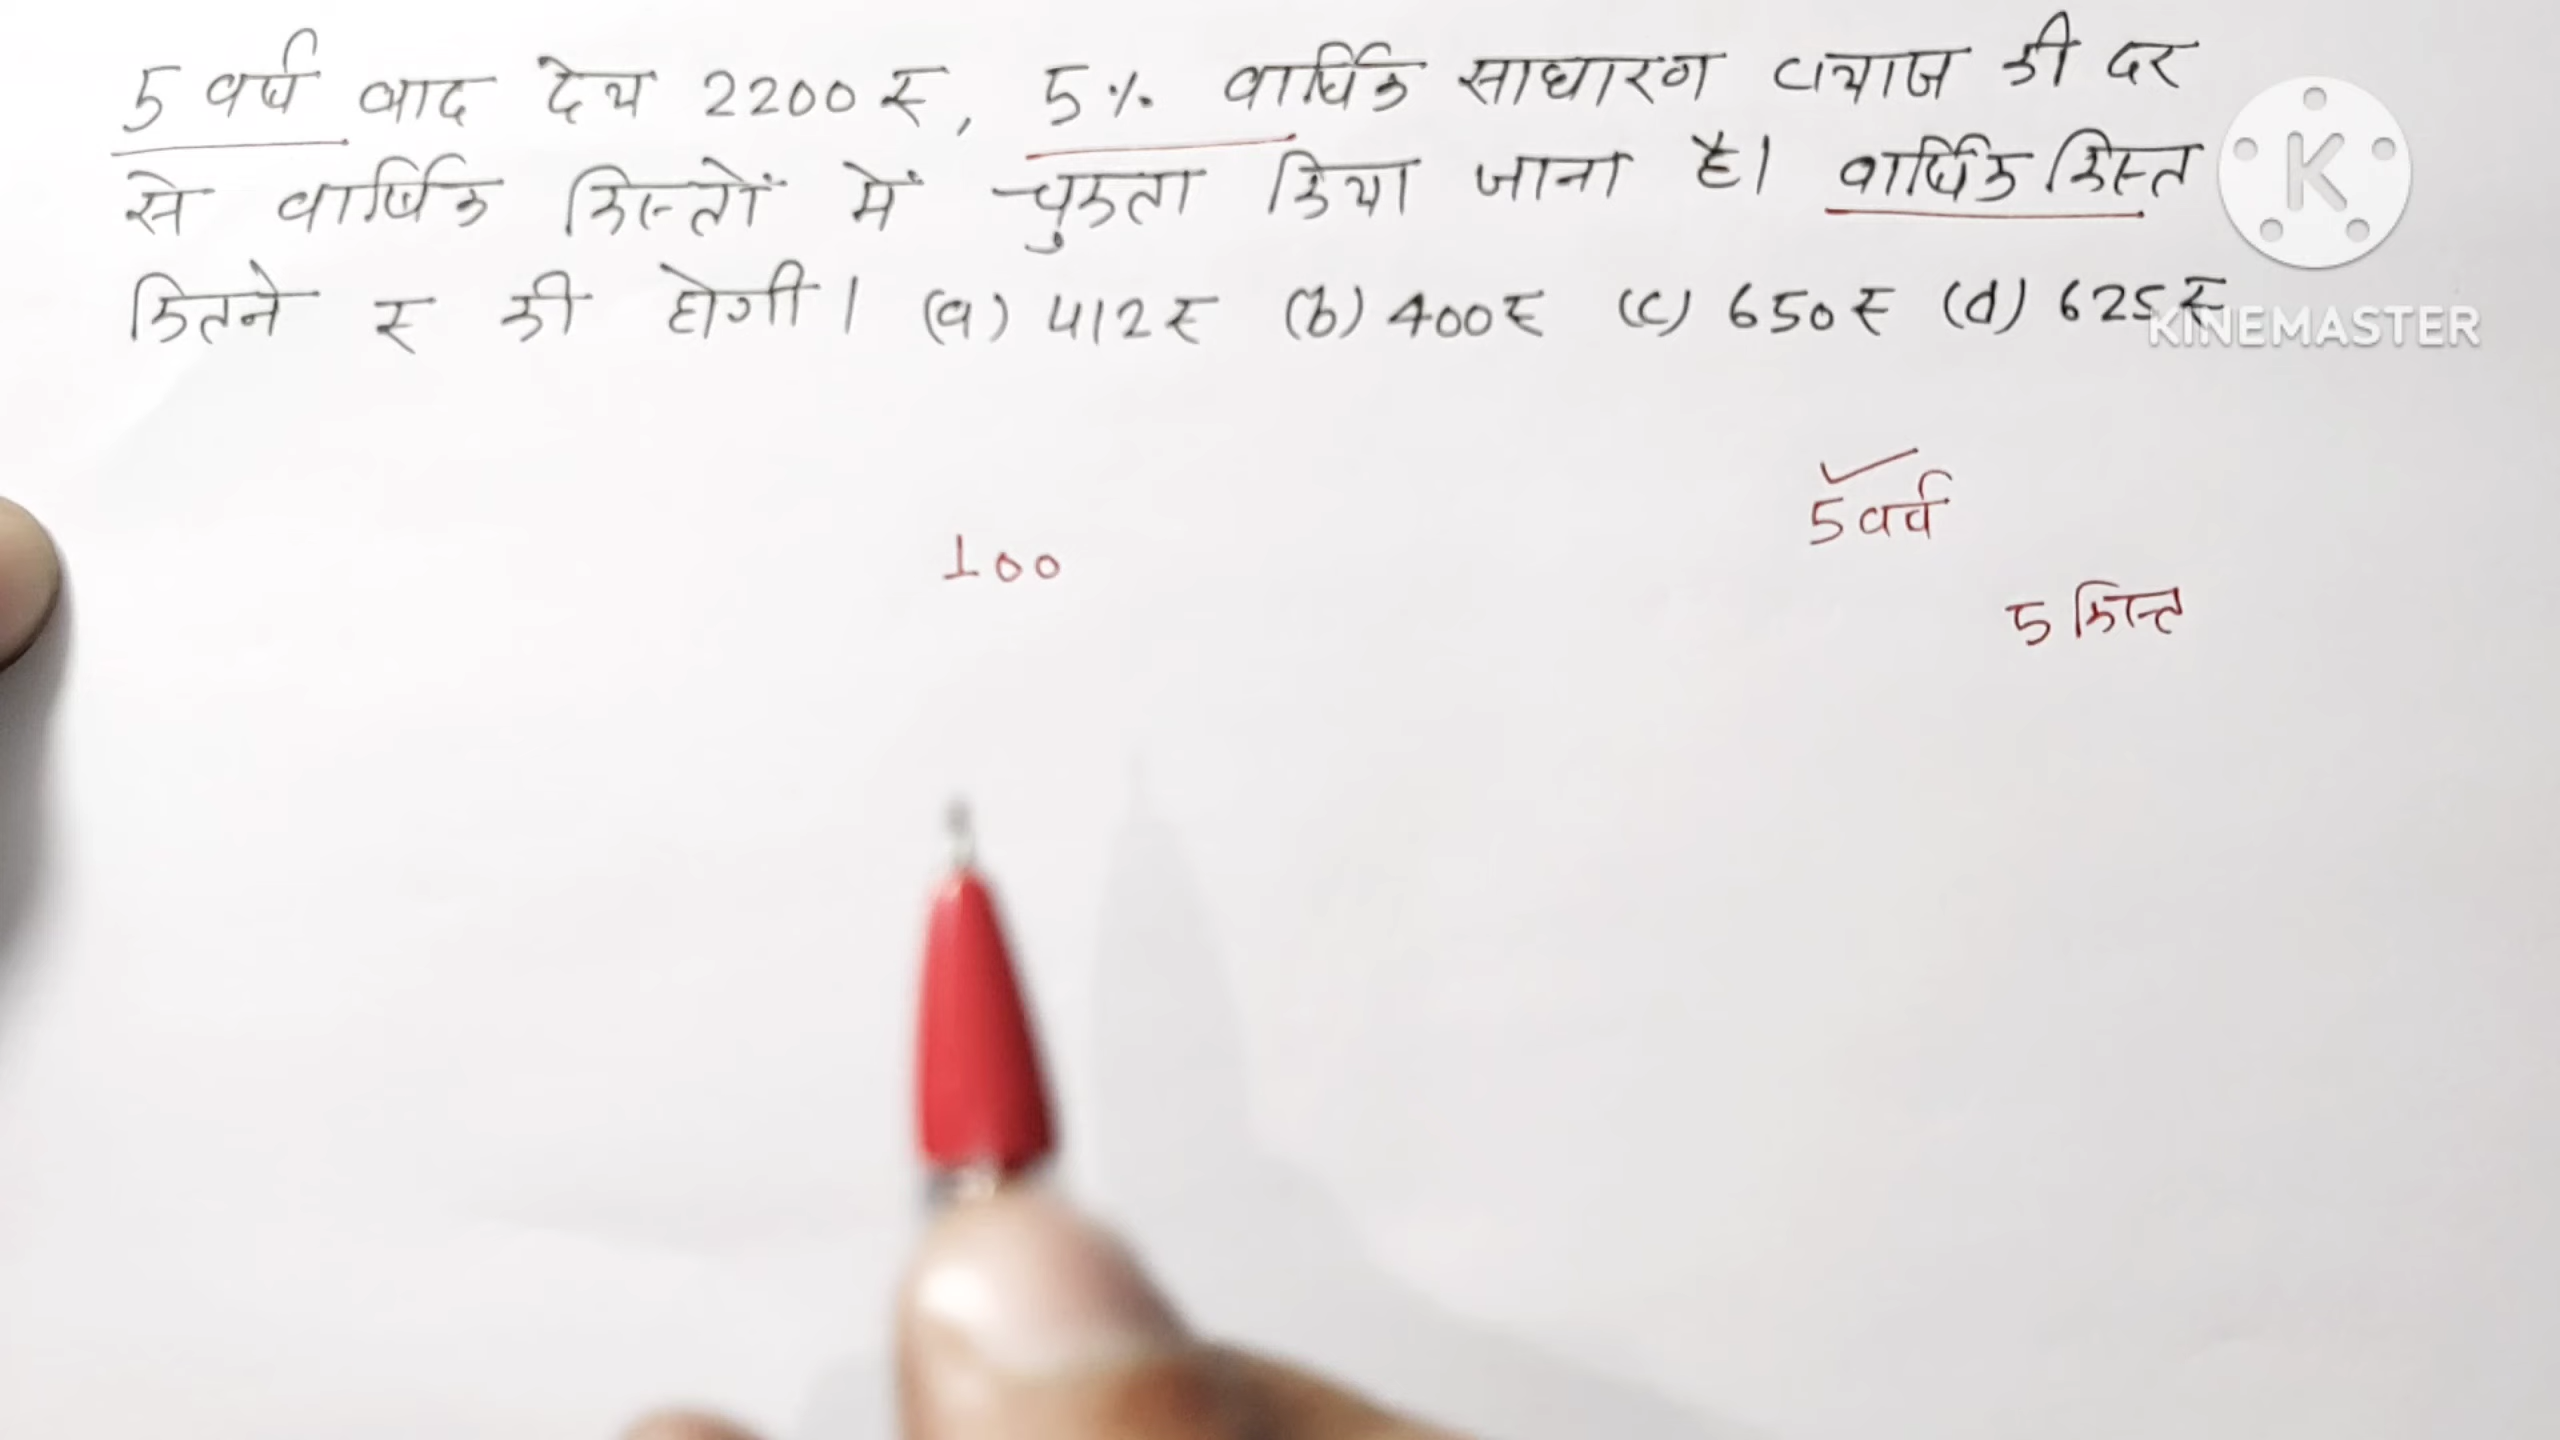 5 वर्ष बाद देय 2200 रु, 5% वार्षिक साधारण ब्याज की दर
से वार्षिक किस्तों में चुकता किया जाना है। वार्षिक किस्त
कितने रु की होगी। (a) 412 रु (b) 400 रु (c) 650 रु (d) 625 रु
K
KINEMASTER
5 वर्ष
100
5 किस्त